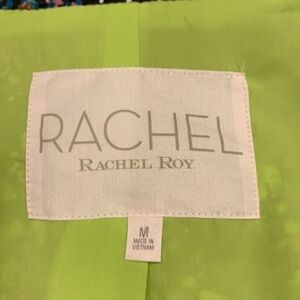 RACHEL
RACHEL ROY
M
MADE IN
VIETNAM